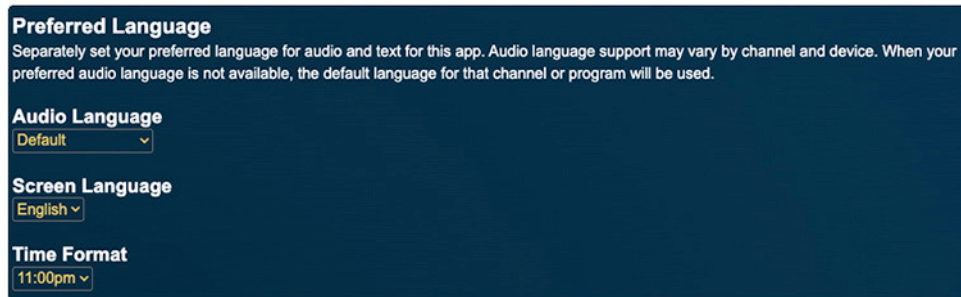 Preferred Language
Separately set your preferred language for audio and text for this app. Audio language support may vary by channel and device. When your
preferred audio language is not available, the default language for that channel or program will be used.
Audio Language
Default
Screen Language
English
Time Format
11:00pm